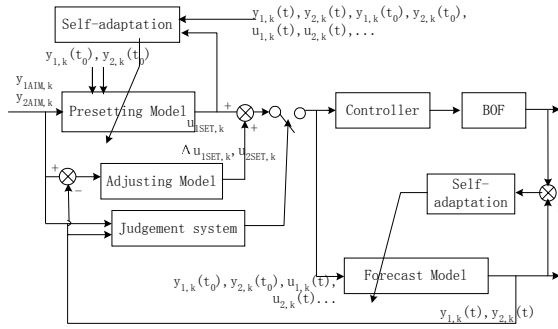 Self-adaptation
y1,k(t), y2,k(t), y1,k(t0), y2,k(t0),
u1,k(t), u2,k(t), ...
y1,k(t0), y2,k(t0)
y1AIM,k
y2AIM,k
Presetting Model
u1SET,k
+
+
Controller
BOF
Δu1SET,k, u2SET,k
+
-
Adjusting Model
Self-
adaptation
Judgement system
y1,k(t0), y2,k(t0), u1,k(t),
u2,k(t)...
Forecast Model
y1,k(t), y2,k(t)